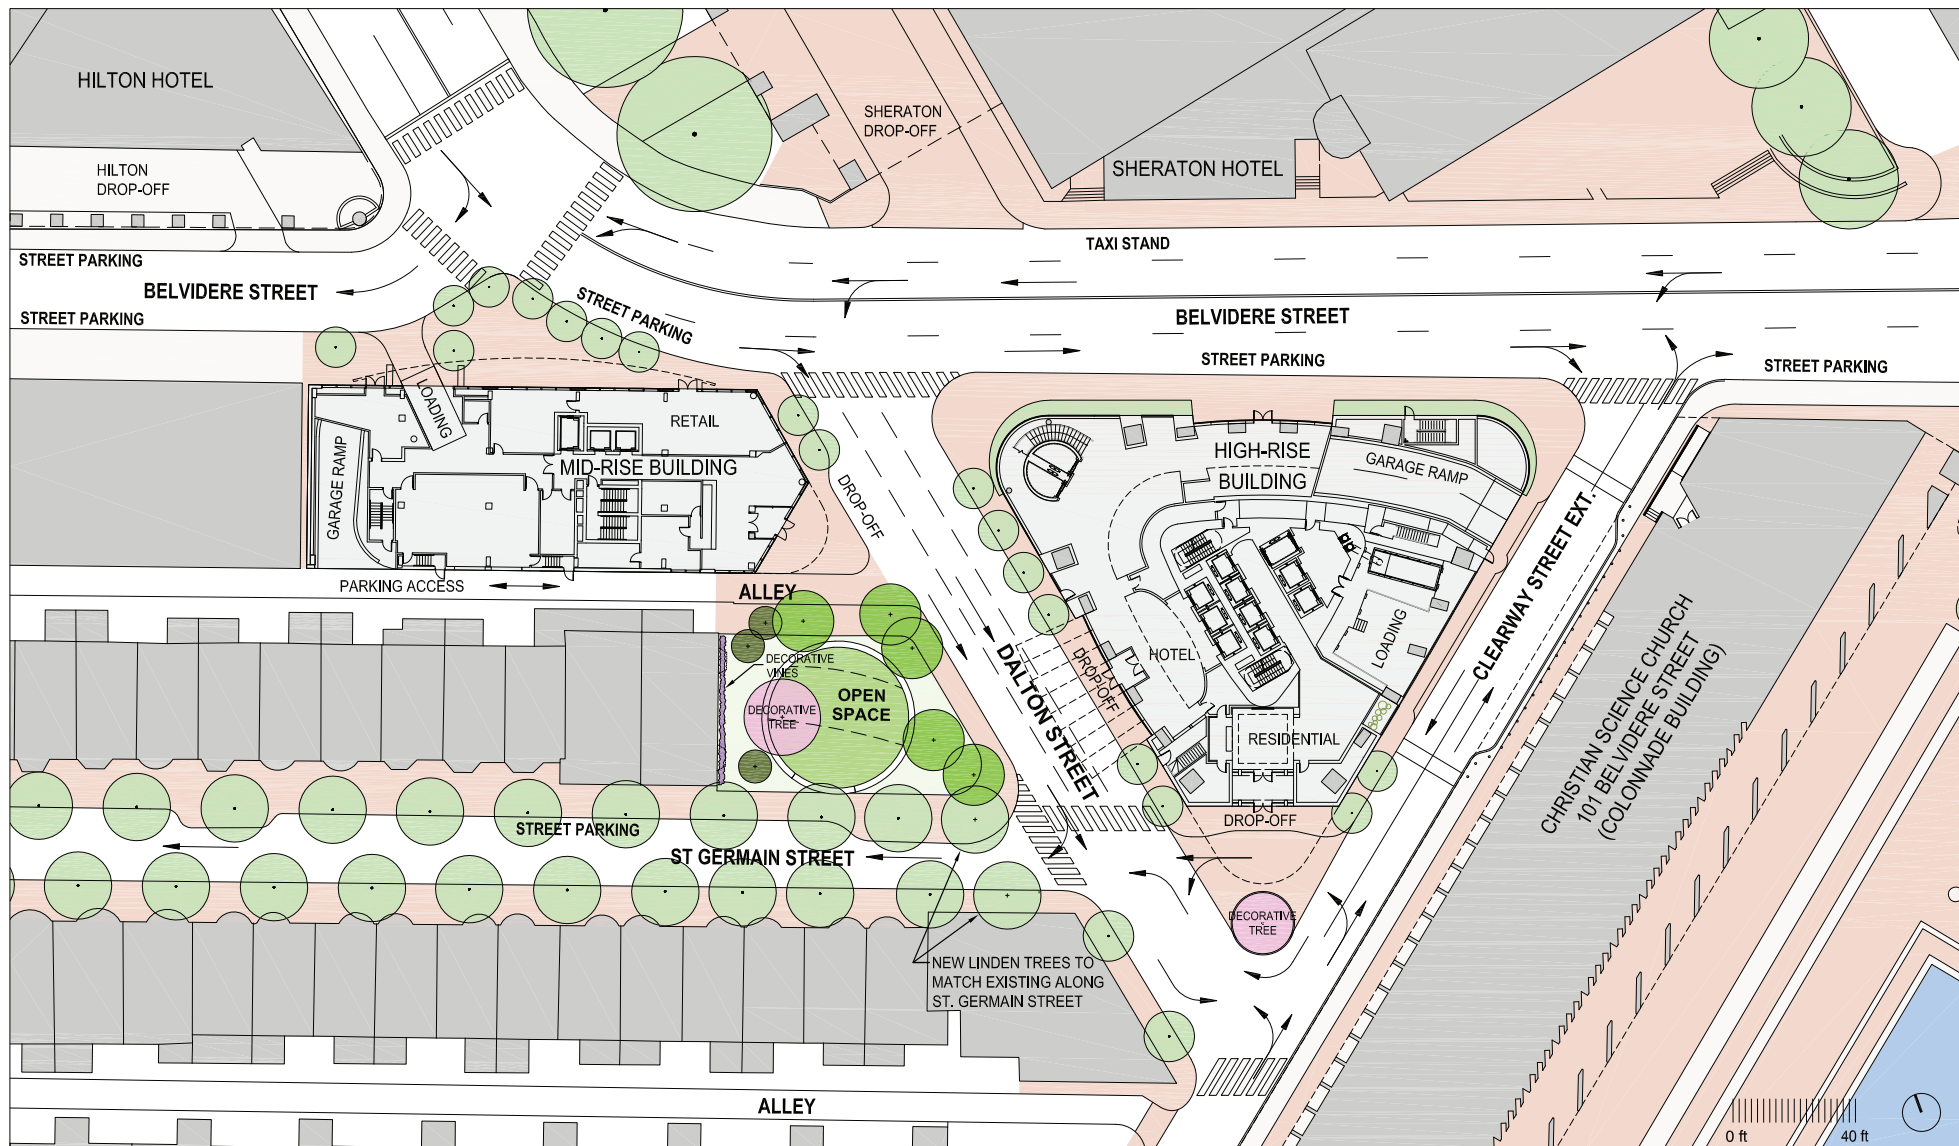 HILTON HOTEL
HILTON
DROP-OFF
SHERATON
DROP-OFF
SHERATON HOTEL
TAXI STAND
STREET PARKING
BELVIDERE STREET
STREET PARKING
STREET PARKING
BELVIDERE STREET
STREET PARKING
STREET PARKING
LOADING
RETAIL
GARAGE RAMP
MID-RISE BUILDING
DROP-OFF
HIGH-RISE
BUILDING
GARAGE RAMP
CLEARWAY STREET EXT.
PARKING ACCESS
ALLEY
DECORATIVE
VINES
DECORATIVE
TREE
OPEN
SPACE
DALTON STREET
DROP-OFF
HOTEL
LOADING
RESIDENTIAL
DROP-OFF
CHRISTIAN SCIENCE CHURCH
101 BELVIDERE STREET
(COLONNADE BUILDING)
STREET PARKING
ST GERMAIN STREET
DECORATIVE
TREE
NEW LINDEN TREES TO
MATCH EXISTING ALONG
ST. GERMAIN STREET
ALLEY
0 ft
40 ft